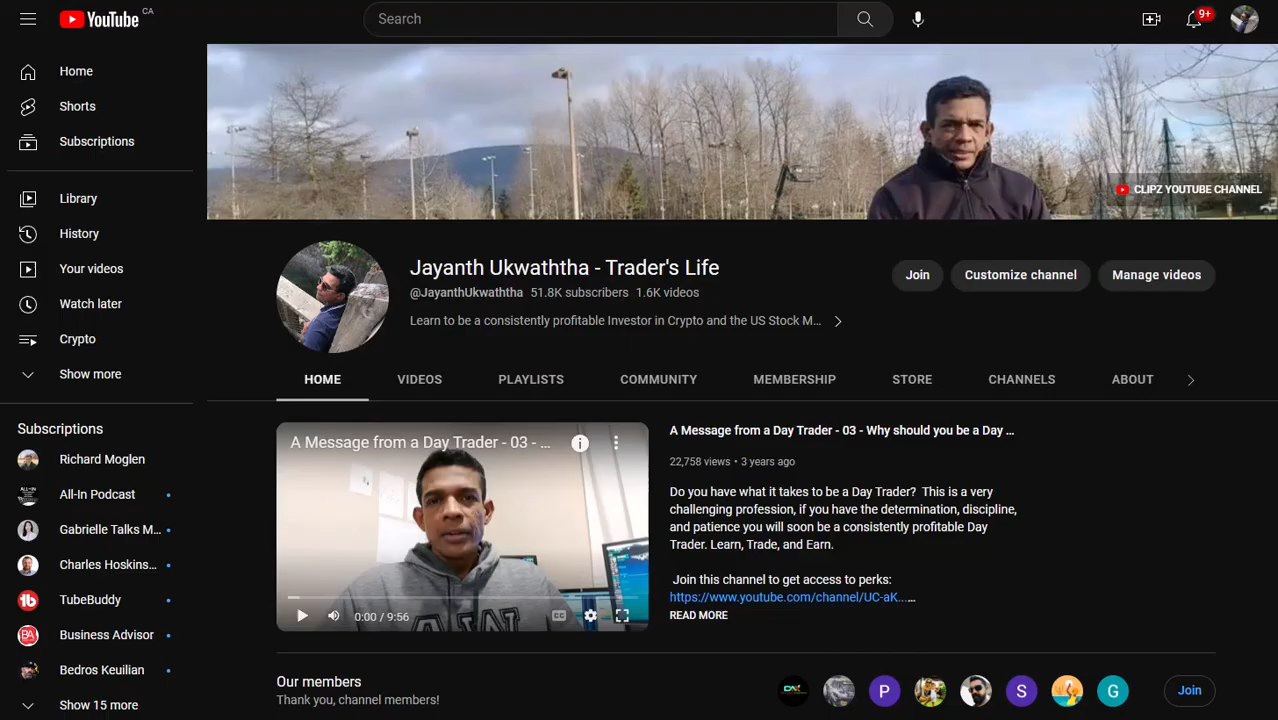 YouTube CA
Search
9+
Home
Shorts
Subscriptions
Library
History
Your videos
Watch later
Crypto
Show more
Subscriptions
Richard Moglen
All-In Podcast
Gabrielle Talks M...
Charles Hoskins...
TubeBuddy
Business Advisor
Bedros Keuilian
Show 15 more
CLIPZ YOUTUBE CHANNEL
Jayanth Ukwaththa - Trader's Life
@JayanthUkwaththa 51.8K subscribers 1.6K videos
Learn to be a consistently profitable Investor in Crypto and the US Stock M...
Join
Customize channel
Manage videos
HOME VIDEOS PLAYLISTS COMMUNITY MEMBERSHIP STORE CHANNELS ABOUT
A Message from a Day Trader - 03 - ...
0:00 / 9:56
A Message from a Day Trader - 03 - Why should you be a Day ...
22,758 views • 3 years ago
Do you have what it takes to be a Day Trader? This is a very
challenging profession, if you have the determination, discipline,
and patience you will soon be a consistently profitable Day
Trader. Learn, Trade, and Earn.
Join this channel to get access to perks:
https://www.youtube.com/channel/UC-aK...…
READ MORE
Our members
Thank you, channel members!
P
S
G
Join